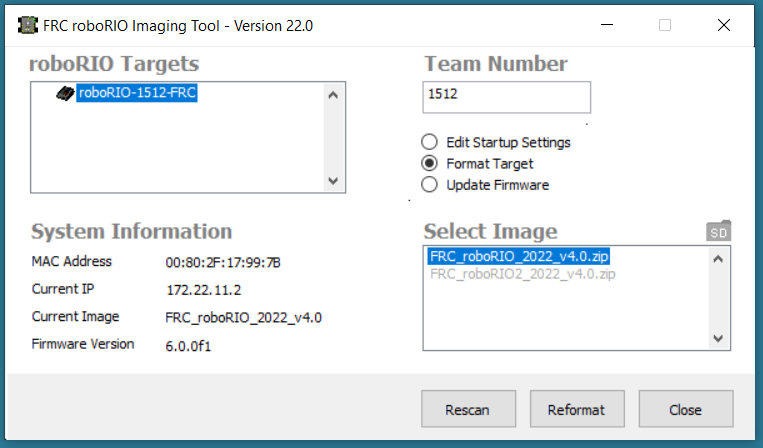 FRC roboRIO Imaging Tool - Version 22.0
roboRIO Targets
roboRIO-1512-FRC
Team Number
1512
Edit Startup Settings
Format Target
Update Firmware
System Information
MAC Address 00:80:2F:17:99:7B
Current IP 172.22.11.2
Current Image FRC_roboRIO_2022_v4.0
Firmware Version 6.0.0f1
Select Image
SD
FRC_roboRIO_2022_v4.0.zip
FRC_roboRIO2_2022_v4.0.zip
Rescan Reformat Close